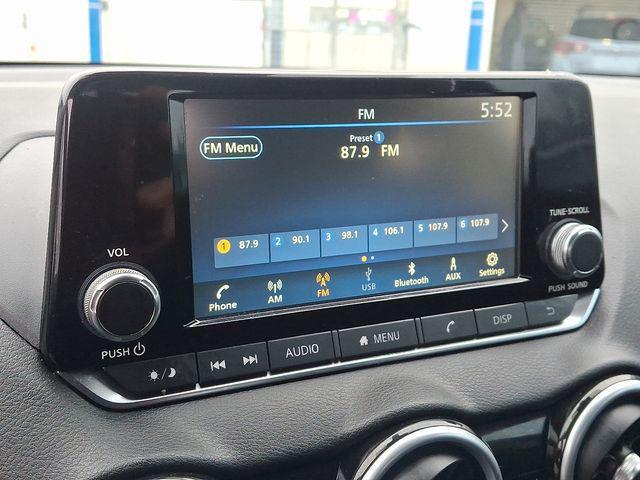 FM
5:52
FM Menu
Preset 1
87.9 FM
1 87.9
2 90.1
3 98.1
4 106.1
5 107.9
6 107.9
Phone
AM
FM
USB
Bluetooth
AUX
Settings
VOL
PUSH
TUNE-SCROLL
PUSH SOUND
AUDIO
MENU
DISP